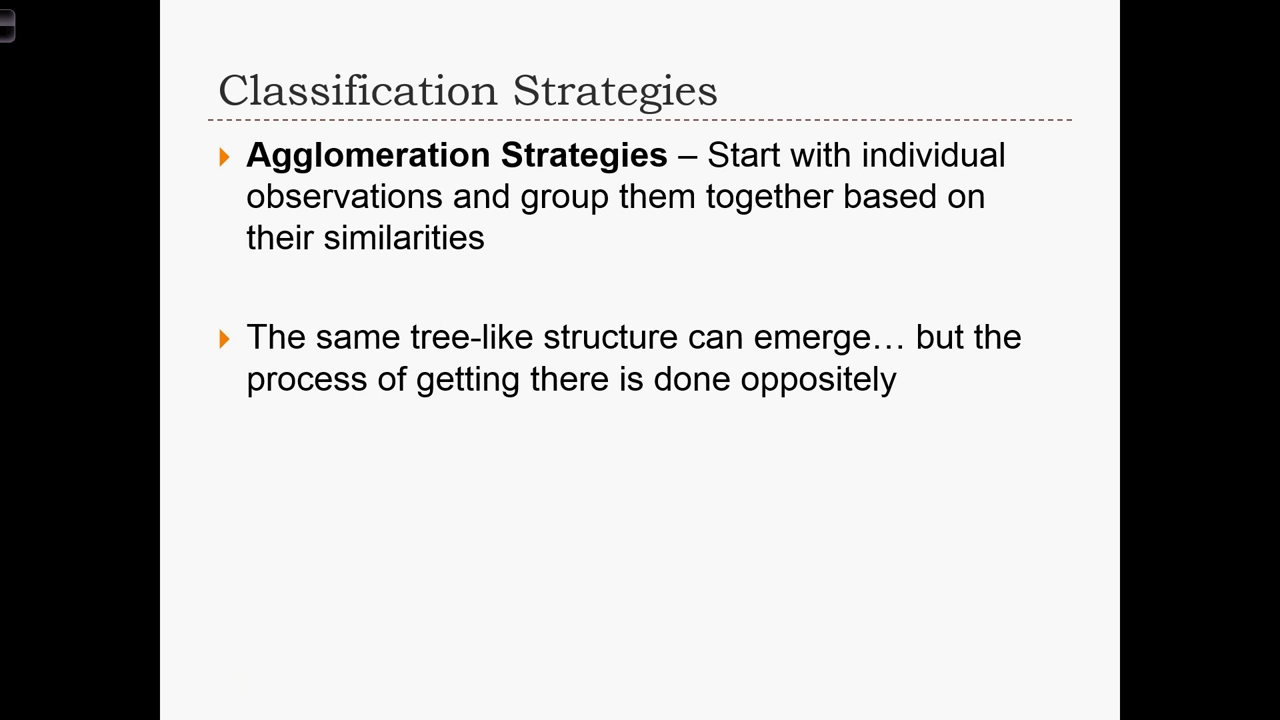 Classification Strategies
Agglomeration Strategies – Start with individual
observations and group them together based on
their similarities
The same tree-like structure can emerge… but the
process of getting there is done oppositely